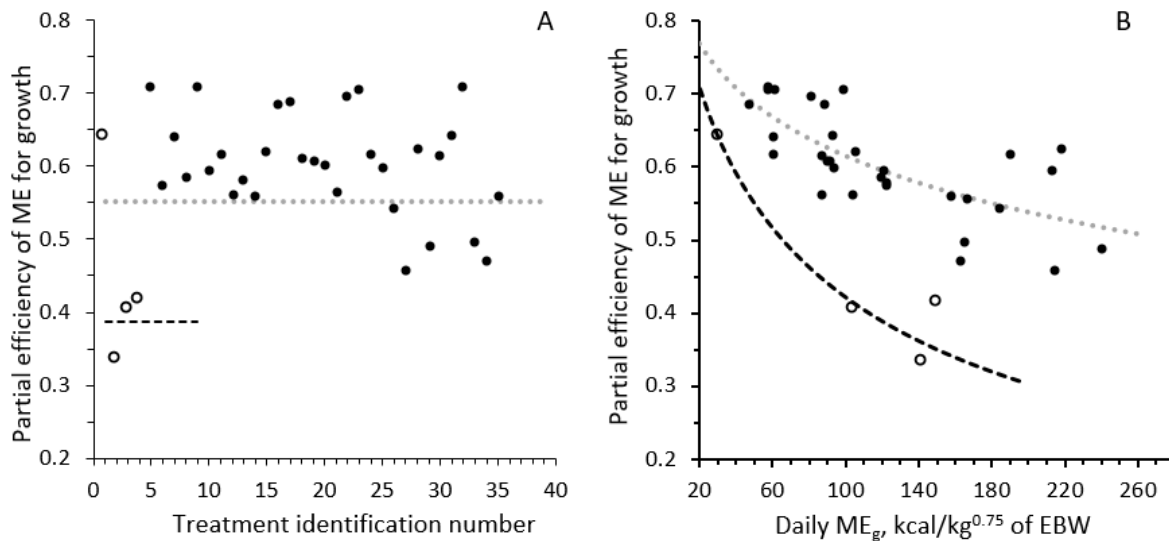 A
Partial efficiency of ME for growth
0.8
0.7
0.6
0.5
0.4
0.3
0.2
0 5 10 15 20 25 30 35 40
Treatment identification number
B
Partial efficiency of ME for growth
0.8
0.7
0.6
0.5
0.4
0.3
0.2
20 60 100 140 180 220 260
Daily MEg, kcal/kg0.75 of EBW